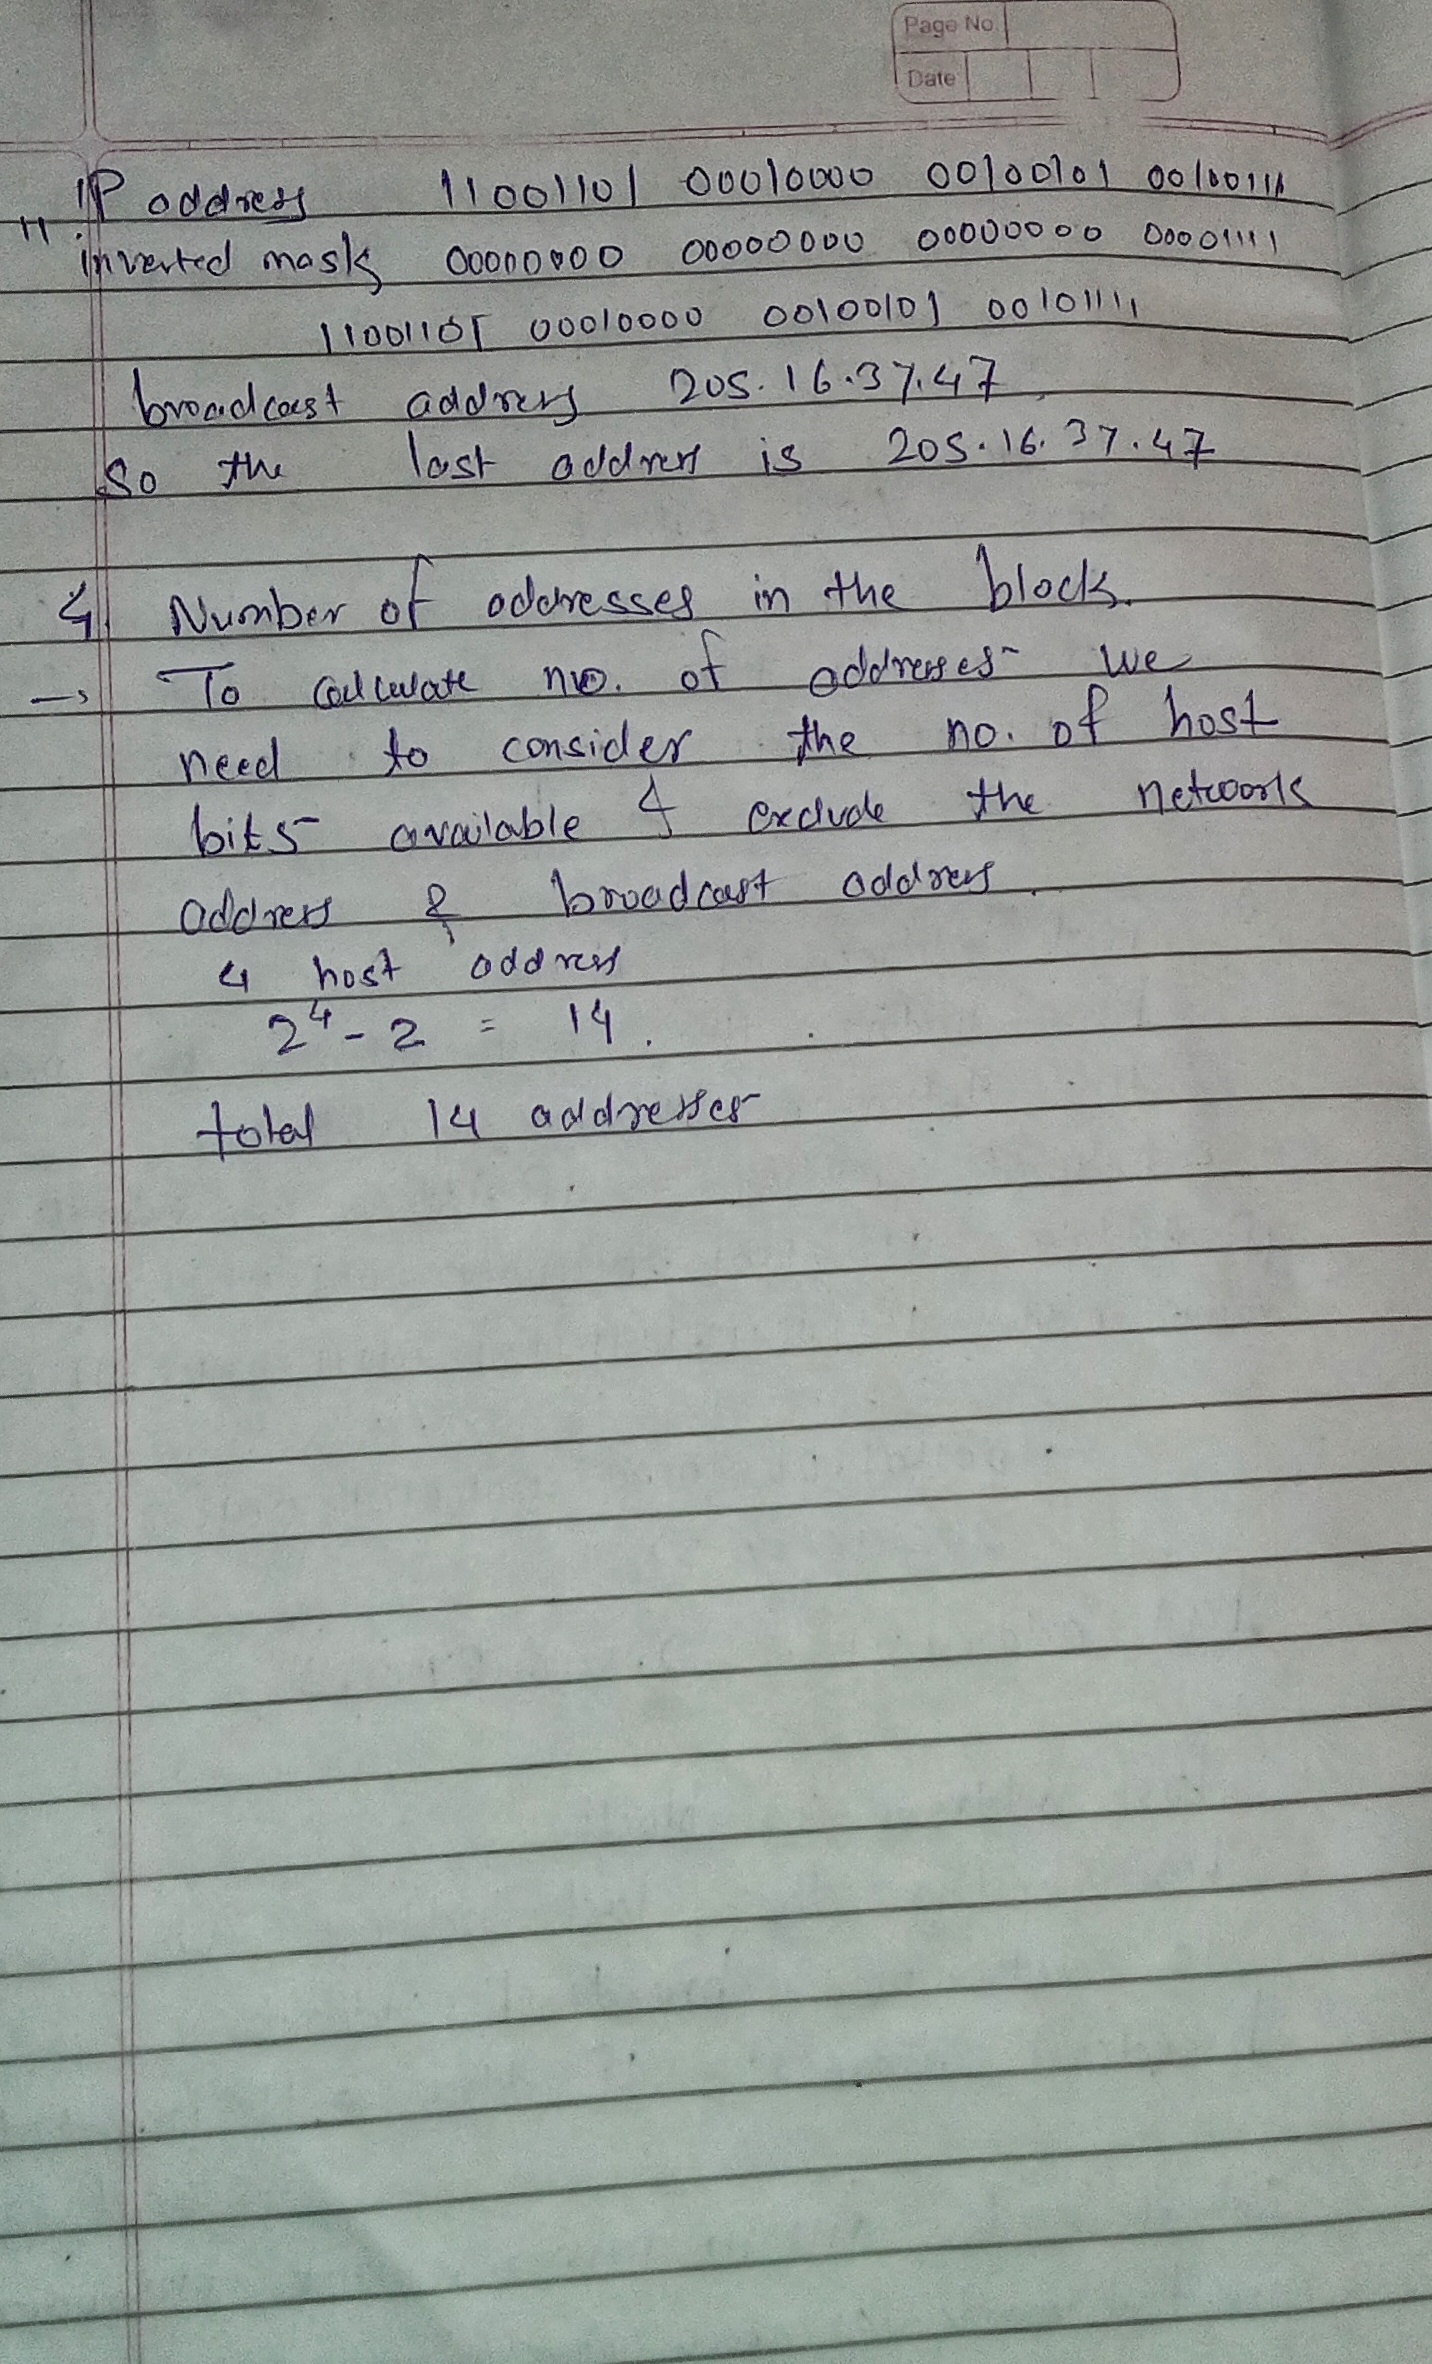 Page No.
Date
IP address 11001101 00010000 00100101 00100111
inverted mask 00000000 00000000 00000000 00001111
11001101 00010000 00100101 00101111
broadcast address 205.16.37.47
So the last address is 205.16.37.47
4 Number of addresses in the block.
→ To calculate no. of addresses we
need to consider the no. of host
bits available & exclude the network
address & broadcast address.
4 host address
2⁴ - 2 = 14.
total 14 addresses